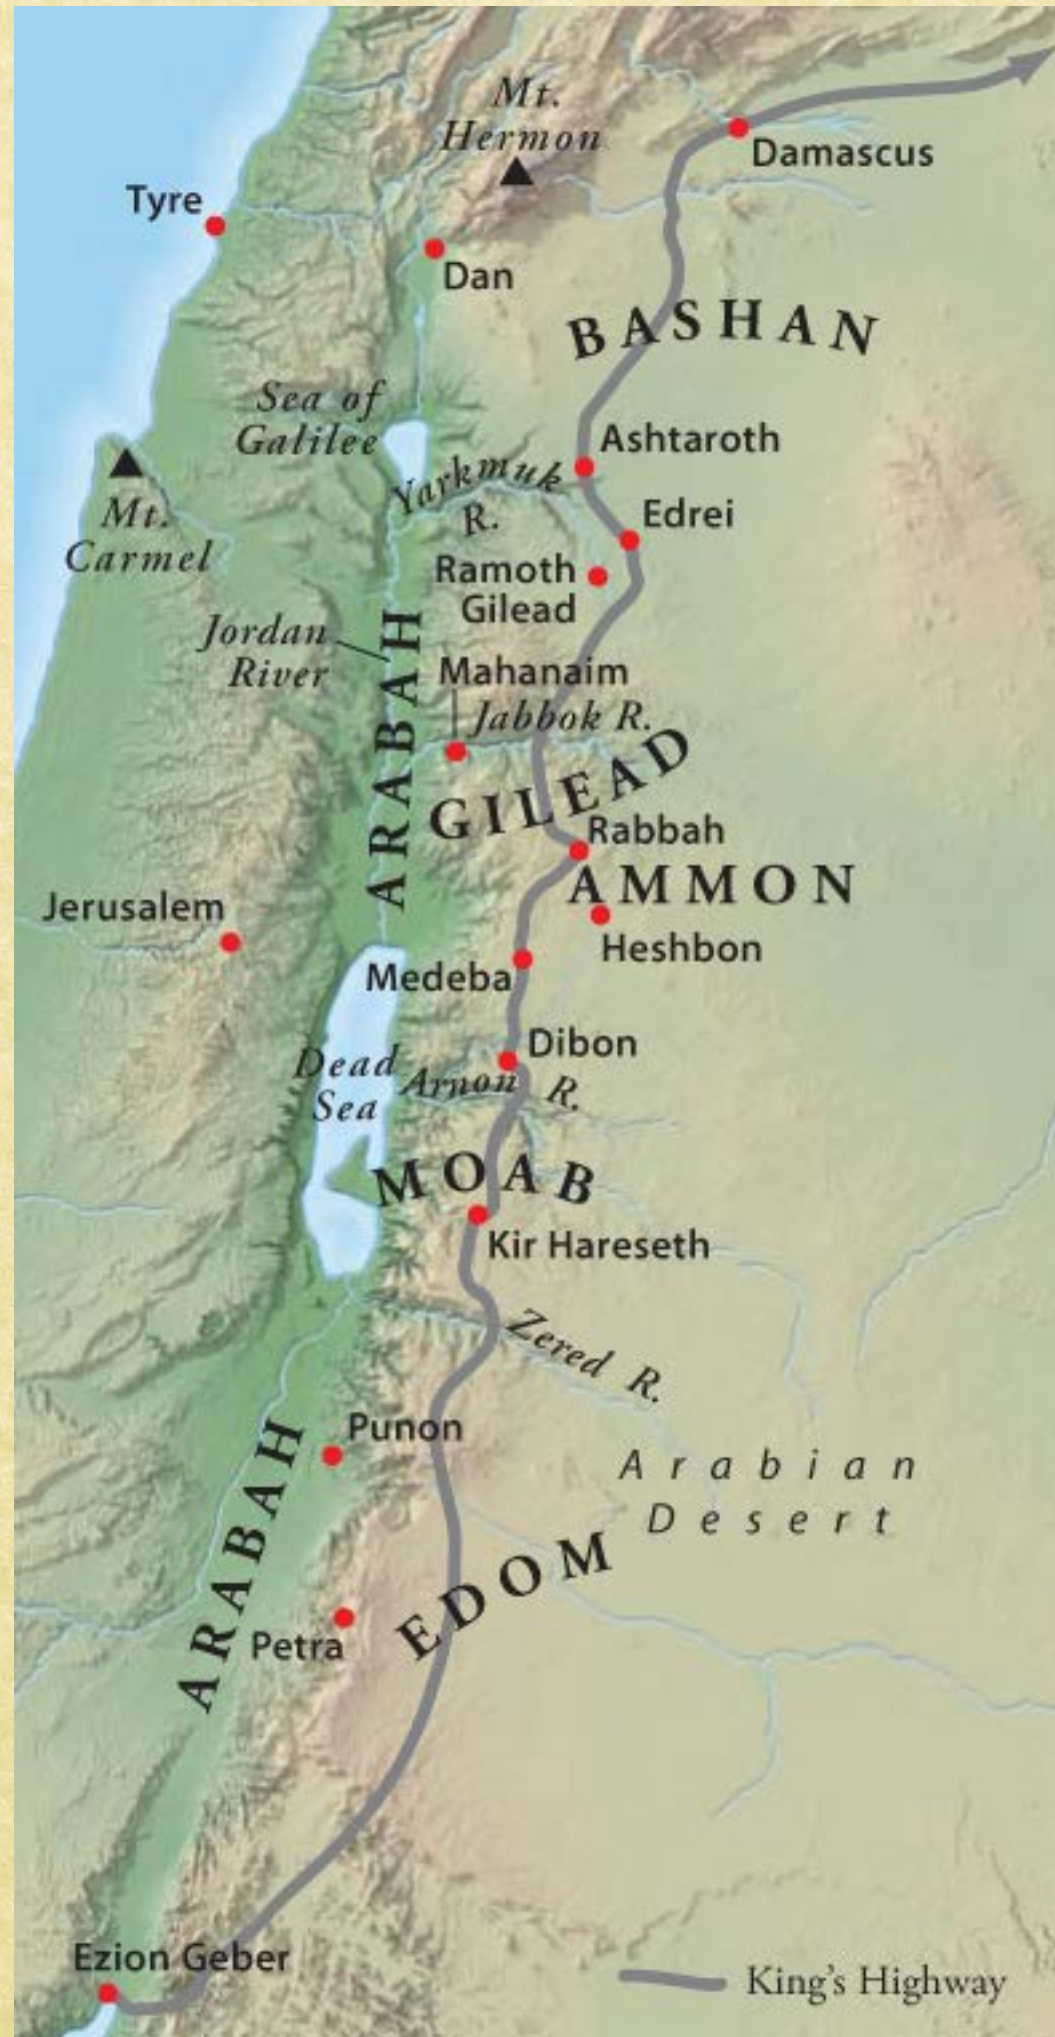 Mt.
Hermon
Damascus
Tyre
Dan
BASHAN
Sea of
Galilee
Ashtaroth
Yarkmuk
R.
Edrei
Mt.
Carmel
Ramoth
Gilead
Jordan
River
ARABAH
Mahanaim
Jabbok R.
GILEAD
Rabbah
AMMON
Jerusalem
Heshbon
Medeba
Dibon
Dead
Sea
Arnon R.
MOAB
Kir Hareseth
Zered R.
Punon
Arabian
Desert
ARABAH
EDOM
Petra
Ezion Geber
King's Highway